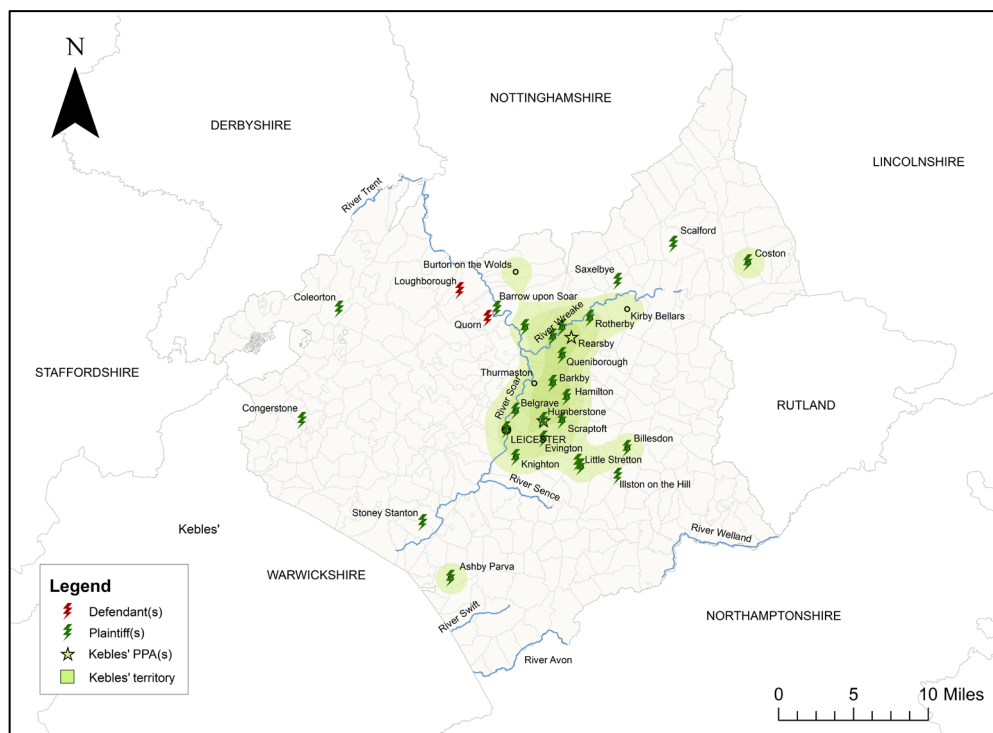 N
NOTTINGHAMSHIRE
DERBYSHIRE
LINCOLNSHIRE
River Trent
Scalford
Coston
Burton on the Wolds
Saxelbye
Loughborough
Coleorton
Barrow upon Soar
Quorn
River Wreake
Rotherby
Kirby Bellars
Rearsby
Queniborough
STAFFORDSHIRE
Thurmaston
Barkby
River Soar
Hamilton
RUTLAND
Belgrave
Humberstone
Congerstone
Scraptoft
LEICESTER
Evington
Billesdon
Knighton
Little Stretton
Illston on the Hill
River Sence
Stoney Stanton
Kebles'
River Welland
WARWICKSHIRE
Ashby Parva
NORTHAMPTONSHIRE
River Swift
River Avon
Legend
Defendant(s)
Plaintiff(s)
Kebles' PPA(s)
Kebles' territory
0 5 10 Miles